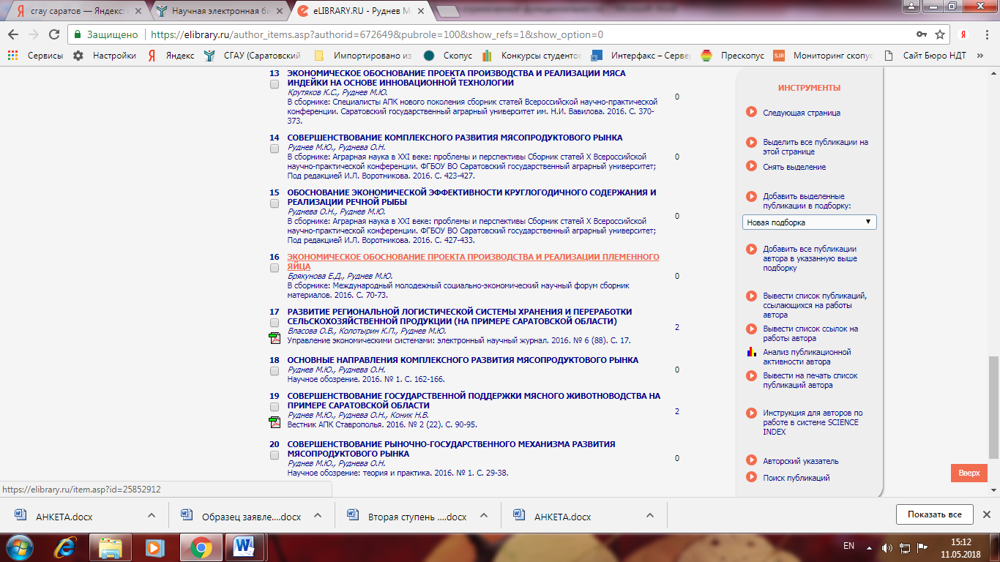 сгау саратов — Яндекс:
Научная электронная би
eLIBRARY.RU - Руднев М
Защищено
https://elibrary.ru/author_items.asp?authorid=672649&pubrole=100&show_refs=1&show_option=0
Сервисы
Настройки
Яндекс
СГАУ (Саратовский
Импортировано из
Скопус
Конкурсы студентов
Интерфакс – Серве
Прескопус
SJR
Мониторинг скопус
Сайт Бюро НДТ
»
13
ЭКОНОМИЧЕСКОЕ ОБОСНОВАНИЕ ПРОЕКТА ПРОИЗВОДСТВА И РЕАЛИЗАЦИИ МЯСА
ИНДЕЙКИ НА ОСНОВЕ ИННОВАЦИОННОЙ ТЕХНОЛОГИИ
Крутяков К.С., Руднев М.Ю.
В сборнике: Специалисты АПК нового поколения сборник статей Всероссийской научно-практической
конференции. Саратовский государственный аграрный университет им. Н.И. Вавилова. 2016. С. 370-
373.
0
14
СОВЕРШЕНСТВОВАНИЕ КОМПЛЕКСНОГО РАЗВИТИЯ МЯСОПРОДУКТОВОГО РЫНКА
Руднев М.Ю., Руднева О.Н.
В сборнике: Аграрная наука в XXI веке: проблемы и перспективы Сборник статей X Всероссийской
научно-практической конференции. ФГБОУ ВО Саратовский государственный аграрный университет;
Под редакцией И.Л. Воротникова. 2016. С. 423-427.
0
15
ОБОСНОВАНИЕ ЭКОНОМИЧЕСКОЙ ЭФФЕКТИВНОСТИ КРУГЛОГОДИЧНОГО СОДЕРЖАНИЯ И
РЕАЛИЗАЦИИ РЕЧНОЙ РЫБЫ
Руднева О.Н., Руднев М.Ю.
В сборнике: Аграрная наука в XXI веке: проблемы и перспективы Сборник статей X Всероссийской
научно-практической конференции. ФГБОУ ВО Саратовский государственный аграрный университет;
Под редакцией И.Л. Воротникова. 2016. С. 427-433.
0
16
ЭКОНОМИЧЕСКОЕ ОБОСНОВАНИЕ ПРОЕКТА ПРОИЗВОДСТВА И РЕАЛИЗАЦИИ ПЛЕМЕННОГО
ЯЙЦА
Брякунова Е.Д., Руднев М.Ю.
В сборнике: Международный молодежный социально-экономический научный форум сборник
материалов. 2016. С. 70-73.
0
17
РАЗВИТИЕ РЕГИОНАЛЬНОЙ ЛОГИСТИЧЕСКОЙ СИСТЕМЫ ХРАНЕНИЯ И ПЕРЕРАБОТКИ
СЕЛЬСКОХОЗЯЙСТВЕННОЙ ПРОДУКЦИИ (НА ПРИМЕРЕ САРАТОВСКОЙ ОБЛАСТИ)
Власова О.В., Колотырин К.П., Руднев М.Ю.
Управление экономическими системами: электронный научный журнал. 2016. № 6 (88). С. 17.
2
18
ОСНОВНЫЕ НАПРАВЛЕНИЯ КОМПЛЕКСНОГО РАЗВИТИЯ МЯСОПРОДУКТОВОГО РЫНКА
Руднев М.Ю., Руднева О.Н.
Научное обозрение. 2016. № 1. С. 162-166.
0
19
СОВЕРШЕНСТВОВАНИЕ ГОСУДАРСТВЕННОЙ ПОДДЕРЖКИ МЯСНОГО ЖИВОТНОВОДСТВА НА
ПРИМЕРЕ САРАТОВСКОЙ ОБЛАСТИ
Руднев М.Ю., Руднева О.Н., Коник Н.В.
Вестник АПК Ставрополья. 2016. № 2 (22). С. 90-95.
2
20
СОВЕРШЕНСТВОВАНИЕ РЫНОЧНО-ГОСУДАРСТВЕННОГО МЕХАНИЗМА РАЗВИТИЯ
МЯСОПРОДУКТОВОГО РЫНКА
Руднев М.Ю., Руднева О.Н.
Научное обозрение: теория и практика. 2016. № 1. С. 29-38.
0
ИНСТРУМЕНТЫ
Следующая страница
Выделить все публикации на
этой странице
Снять выделение
Добавить выделенные
публикации в подборку:
Новая подборка
Добавить все публикации
автора в указанную выше
подборку
Вывести список публикаций,
ссылающихся на работы
автора
Вывести список ссылок на
работы автора
Анализ публикационной
активности автора
Вывести на печать список
публикаций автора
Инструкция для авторов по
работе в системе SCIENCE
INDEX
Авторский указатель
Поиск публикаций
Вверх
https://elibrary.ru/item.asp?id=25852912
АНКЕТА.docx
Образец заявле....docx
Вторая ступень ....docx
АНКЕТА.docx
Показать все
EN
15:12
11.05.2018